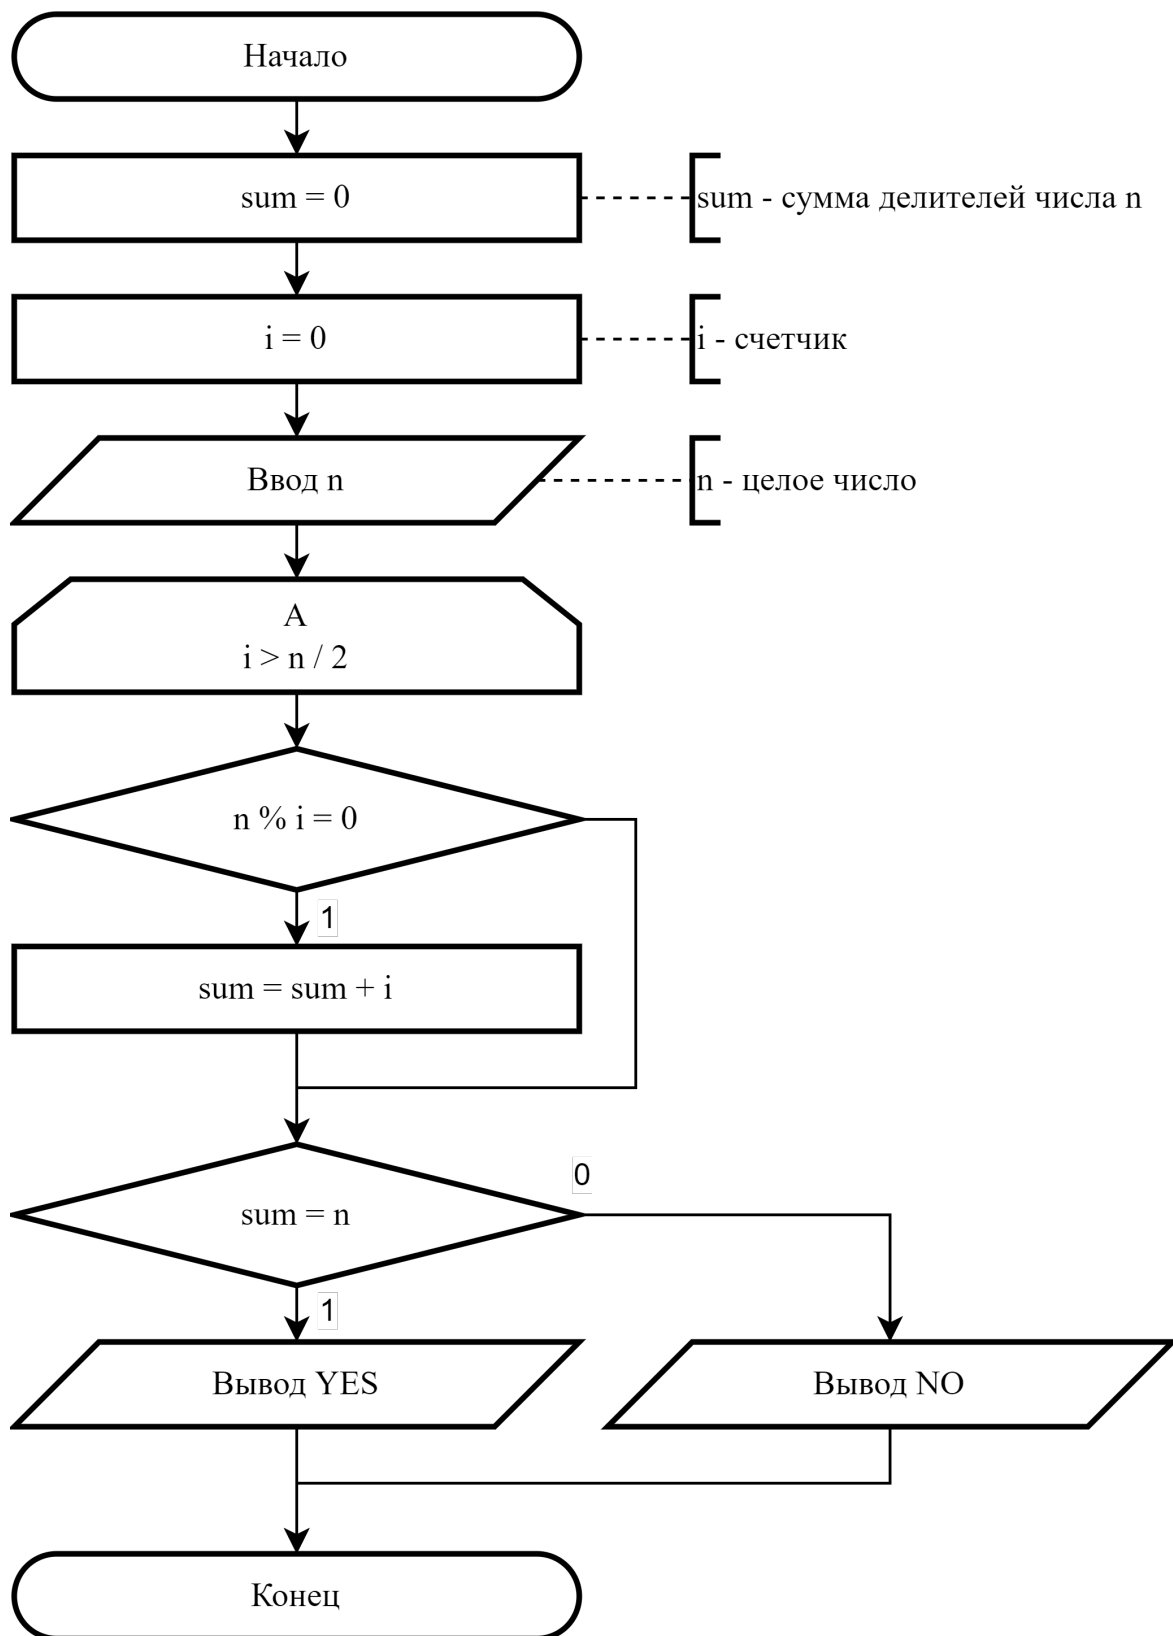 Начало
sum = 0
sum - сумма делителей числа n
i = 0
i - счетчик
Ввод n
n - целое число
A
i > n / 2
n % i = 0
1
sum = sum + i
sum = n
0
1
Вывод YES
Вывод NO
Конец